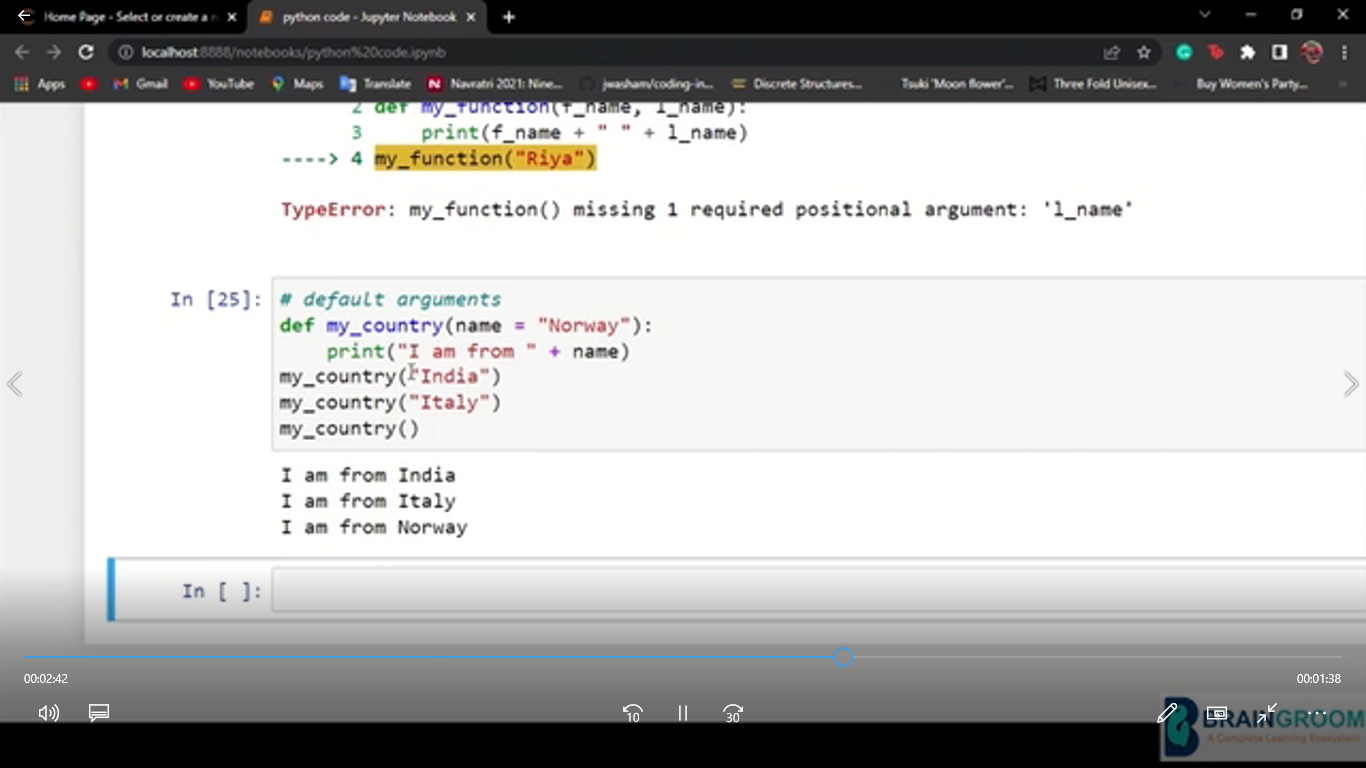 Home Page - Select or create a n
python code - Jupyter Notebook
localhost:8888/notebooks/python%20code.ipynb
Apps
Gmail
YouTube
Maps
Translate
Navratri 2021: Nine...
jwasham/coding-in...
Discrete Structures...
Tsuki 'Moon flower'...
Three Fold Unisex...
Buy Women's Party...
2 def my_function(f_name, l_name):
3     print(f_name + " " + l_name)
----> 4 my_function("Riya")
TypeError: my_function() missing 1 required positional argument: 'l_name'
In [25]: # default arguments
def my_country(name = "Norway"):
    print("I am from " + name)
my_country("India")
my_country("Italy")
my_country()
I am from India
I am from Italy
I am from Norway
In [ ]:
00:02:42
00:01:38
10
30
BRAINGROOM
A Complete Learning Ecosystem